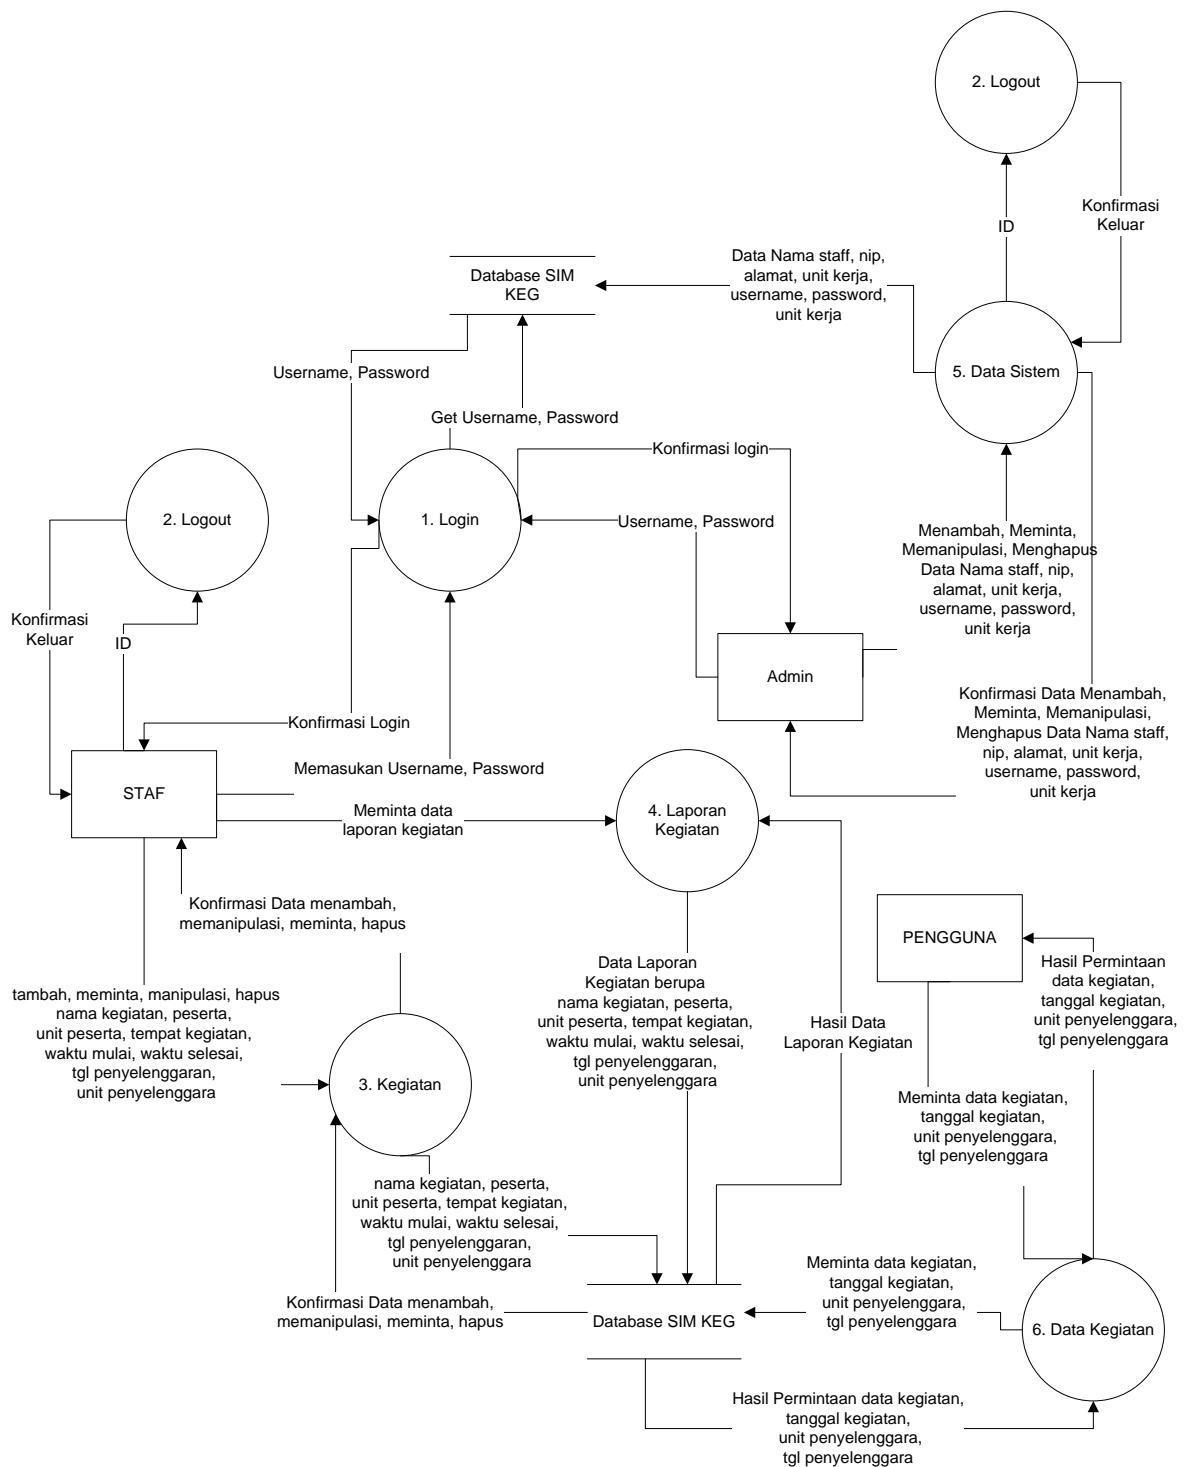 2. Logout
Konfirmasi
Keluar
ID
Data Nama staff, nip,
alamat, unit kerja,
username, password,
unit kerja
Database SIM
KEG
5. Data Sistem
Username, Password
Get Username, Password
Konfirmasi login
2. Logout
1. Login
Username, Password
Menambah, Meminta,
Memanipulasi, Menghapus
Data Nama staff, nip,
alamat, unit kerja,
username, password,
unit kerja
Konfirmasi
Keluar
ID
Admin
Konfirmasi Login
Konfirmasi Data Menambah,
Meminta, Memanipulasi,
Menghapus Data Nama staff,
nip, alamat, unit kerja,
username, password,
unit kerja
Memasukan Username, Password
STAF
Meminta data
laporan kegiatan
4. Laporan
Kegiatan
Konfirmasi Data menambah,
memanipulasi, meminta, hapus
PENGGUNA
Hasil Permintaan
data kegiatan,
tanggal kegiatan,
unit penyelenggara,
tgl penyelenggara
Data Laporan
Kegiatan berupa
nama kegiatan, peserta,
unit peserta, tempat kegiatan,
waktu mulai, waktu selesai,
tgl penyelenggaran,
unit penyelenggara
tambah, meminta, manipulasi, hapus
nama kegiatan, peserta,
unit peserta, tempat kegiatan,
waktu mulai, waktu selesai,
tgl penyelenggaran,
unit penyelenggara
Hasil Data
Laporan Kegiatan
3. Kegiatan
Meminta data kegiatan,
tanggal kegiatan,
unit penyelenggara,
tgl penyelenggara
nama kegiatan, peserta,
unit peserta, tempat kegiatan,
waktu mulai, waktu selesai,
tgl penyelenggaran,
unit penyelenggara
Meminta data kegiatan,
tanggal kegiatan,
unit penyelenggara,
tgl penyelenggara
Konfirmasi Data menambah,
memanipulasi, meminta, hapus
Database SIM KEG
6. Data Kegiatan
Hasil Permintaan data kegiatan,
tanggal kegiatan,
unit penyelenggara,
tgl penyelenggara